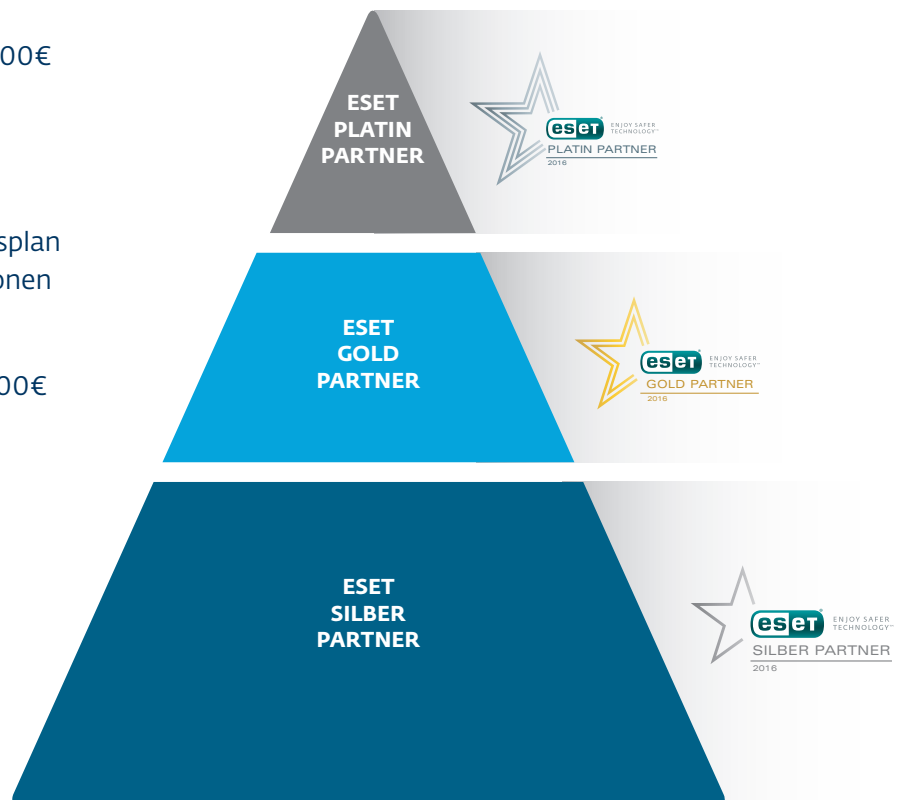 00€
ESET
PLATIN
PARTNER
eset ENJOY SAFER
TECHNOLOGY™
PLATIN PARTNER
2016
splan
onen
00€
ESET
GOLD
PARTNER
eset ENJOY SAFER
TECHNOLOGY™
GOLD PARTNER
2016
ESET
SILBER
PARTNER
eset ENJOY SAFER
TECHNOLOGY™
SILBER PARTNER
2016